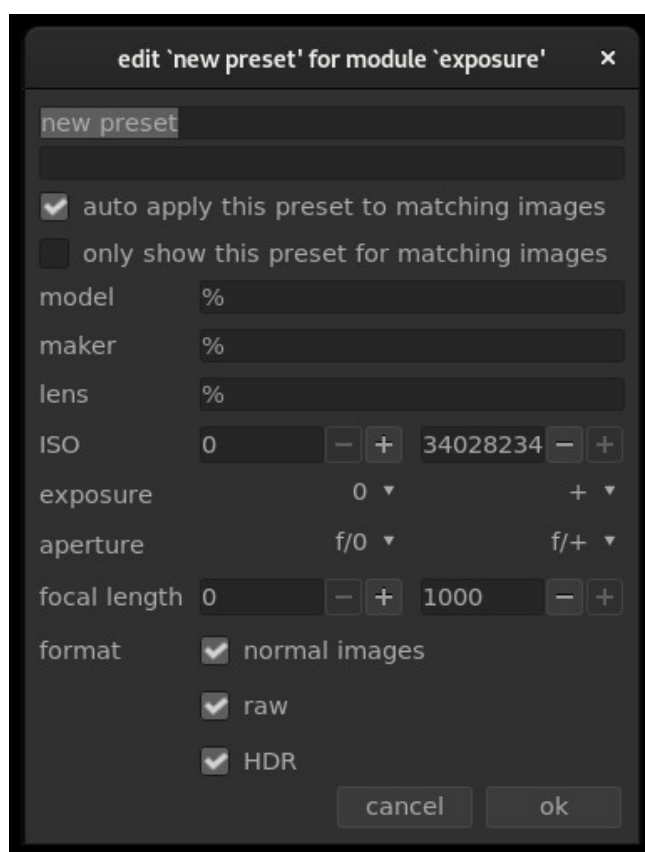 edit `new preset' for module `exposure' ×
new preset
auto apply this preset to matching images
only show this preset for matching images
model %
maker %
lens %
ISO 0 − + 34028234 − +
exposure 0 ▼ + ▼
aperture f/0 ▼ f/+ ▼
focal length 0 − + 1000 − +
format normal images
raw
HDR
cancel ok